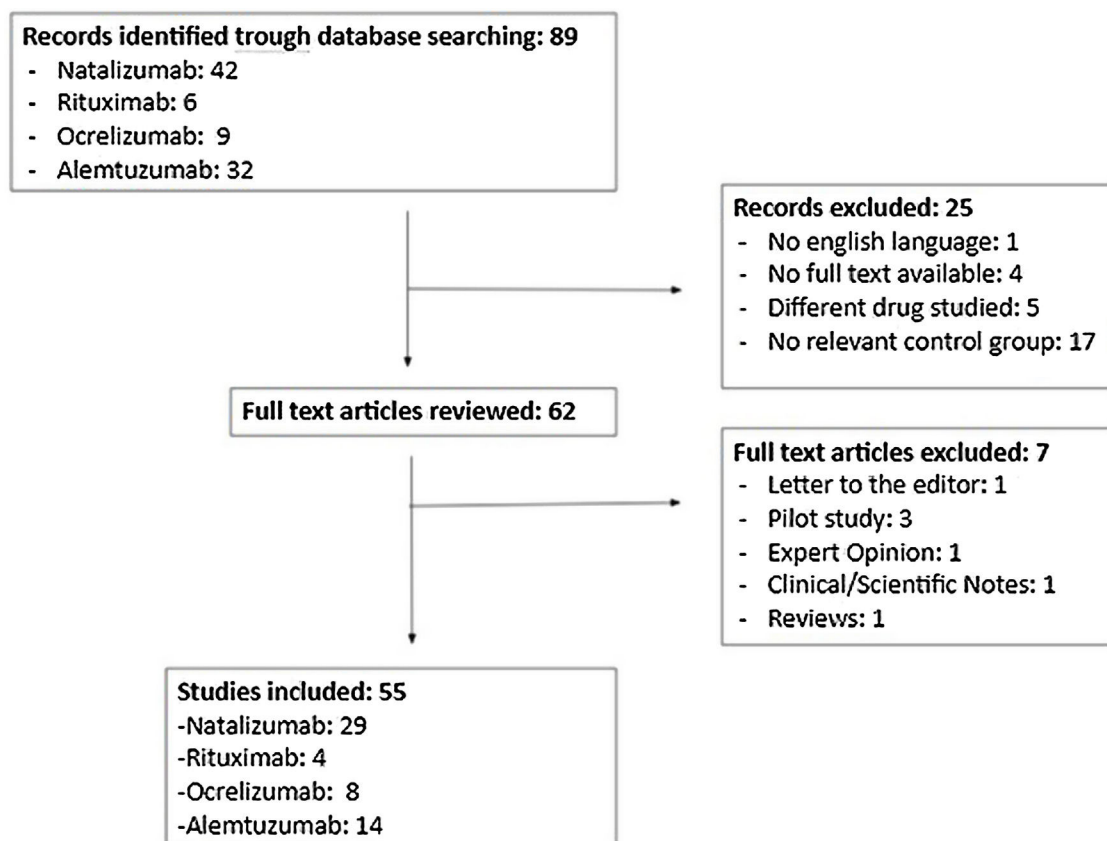 Records identified trough database searching: 89
- Natalizumab: 42
- Rituximab: 6
- Ocrelizumab: 9
- Alemtuzumab: 32
Records excluded: 25
- No english language: 1
- No full text available: 4
- Different drug studied: 5
- No relevant control group: 17
Full text articles reviewed: 62
Full text articles excluded: 7
- Letter to the editor: 1
- Pilot study: 3
- Expert Opinion: 1
- Clinical/Scientific Notes: 1
- Reviews: 1
Studies included: 55
-Natalizumab: 29
-Rituximab: 4
-Ocrelizumab: 8
-Alemtuzumab: 14